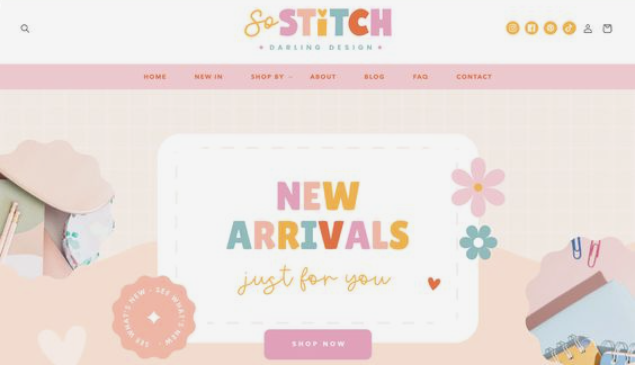 So STiTCH
DARLING DESIGN
HOME NEW IN SHOP BY ABOUT BLOG FAQ CONTACT
NEW
ARRIVALS
just for you
SEE WHAT'S NEW - SEE WHAT'S NEW -
SHOP NOW